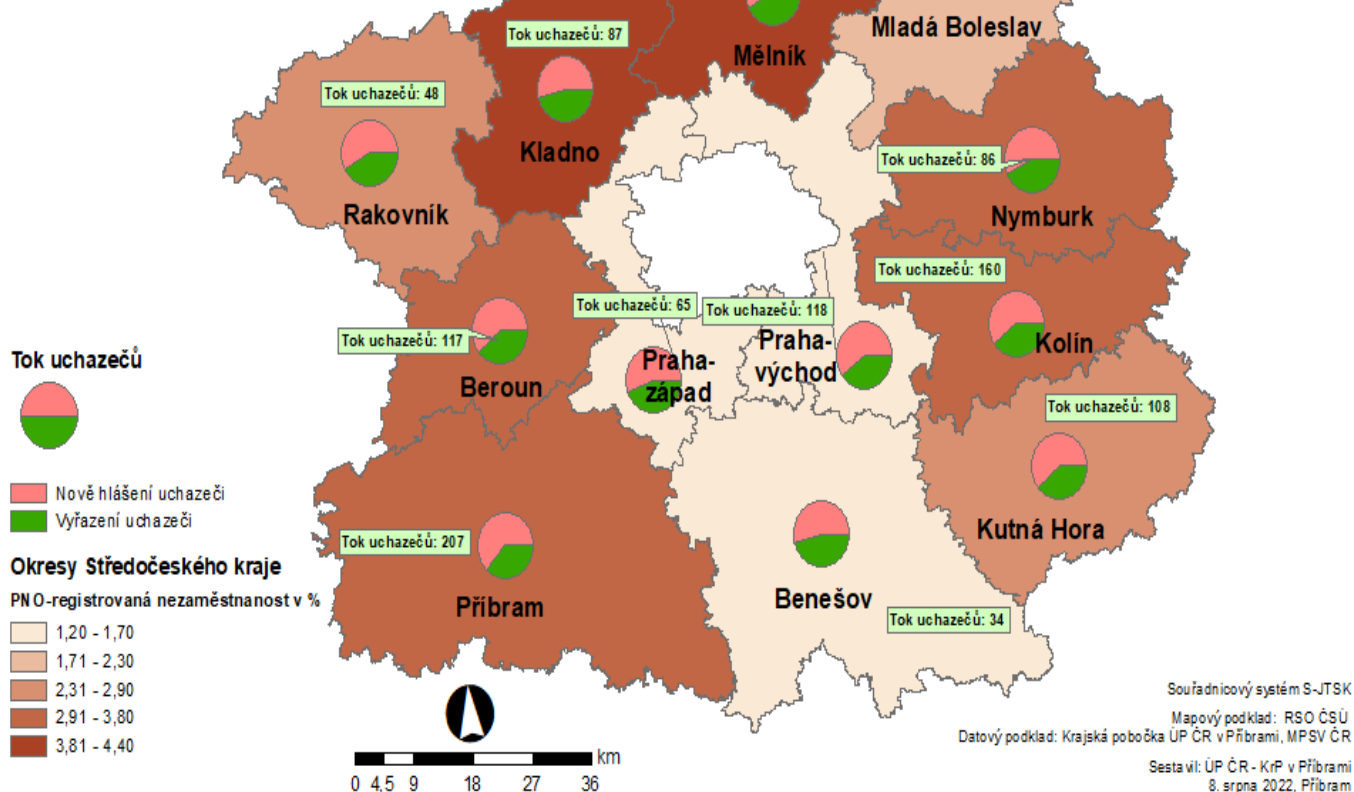 Mladá Boleslav
Tok uchazečů: 87
Mělník
Tok uchazečů: 48
Kladno
Tok uchazečů: 86
Rakovník
Nymburk
Tok uchazečů: 160
Tok uchazečů: 65
Tok uchazečů: 118
Tok uchazečů: 117
Praha-
východ
Kolín
Praha-
západ
Beroun
Tok uchazečů
Tok uchazečů: 108
Nově hlášení uchazeči
Vyřazení uchazeči
Kutná Hora
Tok uchazečů: 207
Okresy Středočeského kraje
PNO-registrovaná nezaměstnanost v %
Příbram
Benešov
Tok uchazečů: 34
1,20 - 1,70
1,71 - 2,30
2,31 - 2,90
2,91 - 3,80
3,81 - 4,40
km
0 4,5 9 18 27 36
Souřadnicový systém S-JTSK
Mapový podklad: RSO ČSÚ
Datový podklad: Krajská pobočka ÚP ČR v Příbrami, MPSV ČR
Sestavil: ÚP ČR - KrP v Příbrami
8. srpna 2022, Příbram